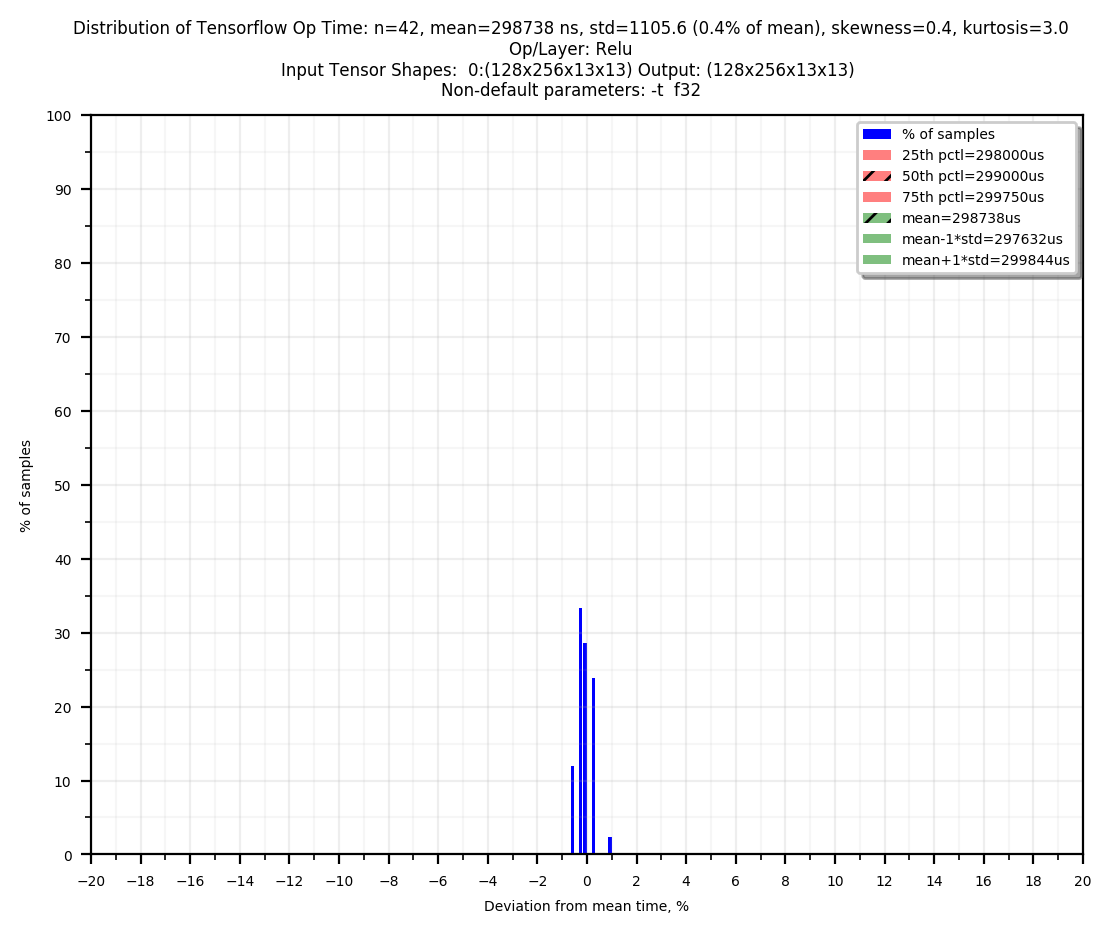 Distribution of Tensorflow Op Time: n=42, mean=298738 ns, std=1105.6 (0.4% of mean), skewness=0.4, kurtosis=3.0
Op/Layer: Relu
Input Tensor Shapes:  0:(128x256x13x13) Output: (128x256x13x13)
Non-default parameters: -t  f32
% of samples
25th pctl=298000us
50th pctl=299000us
75th pctl=299750us
mean=298738us
mean-1*std=297632us
mean+1*std=299844us
100
90
80
70
60
50
40
30
20
10
0
% of samples
−20 −18 −16 −14 −12 −10 −8 −6 −4 −2 0 2 4 6 8 10 12 14 16 18 20
Deviation from mean time, %